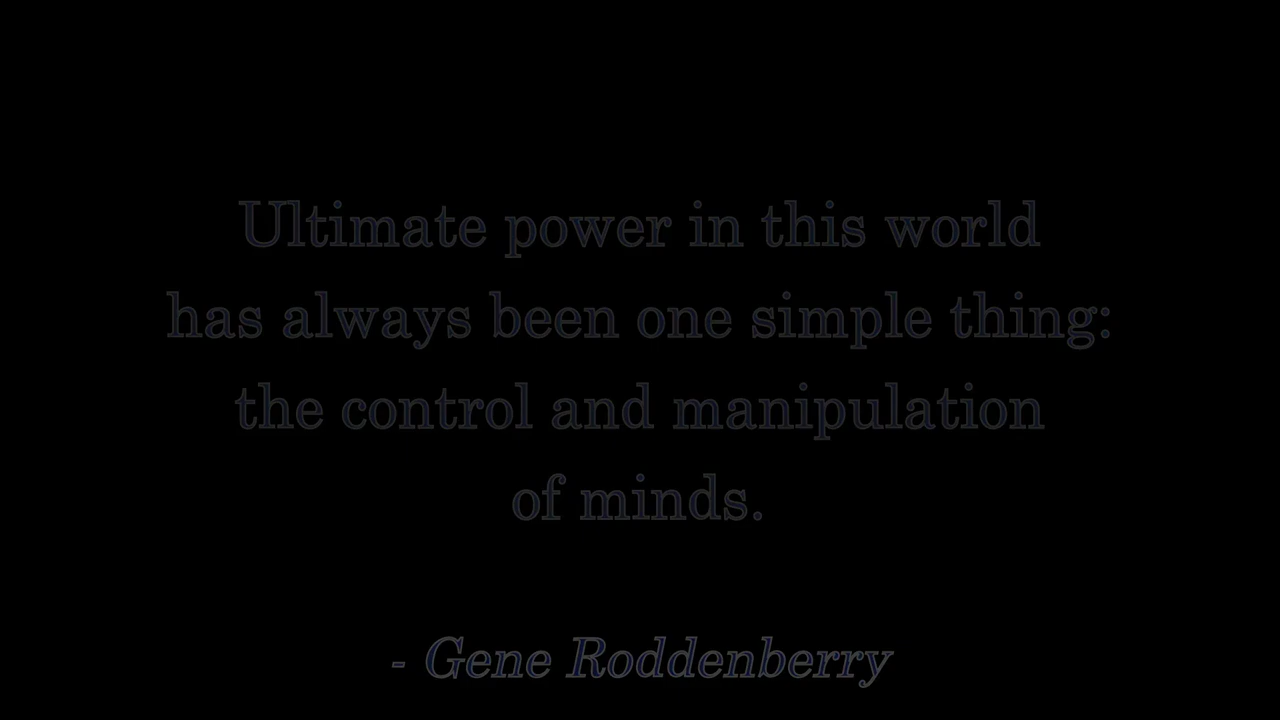 Ultimate power in this world
has always been one simple thing:
the control and manipulation
of minds.
- Gene Roddenberry